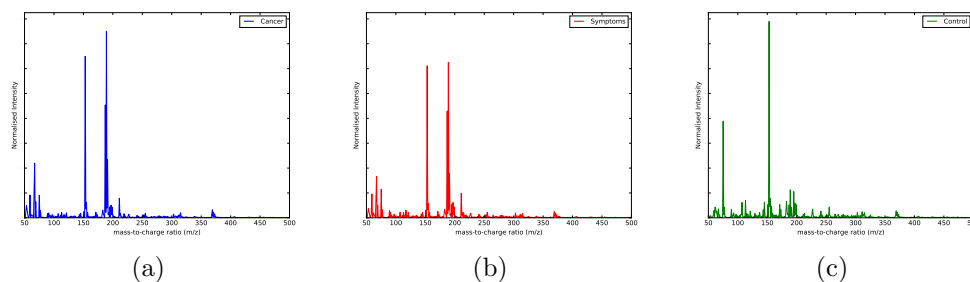 Cancer
Normalised Intensity
50 100 150 200 250 300 350 400 450 500
mass-to-charge ratio (m/z)
(a)
Symptoms
Normalised Intensity
50 100 150 200 250 300 350 400 450 500
mass-to-charge ratio (m/z)
(b)
Control
Normalised Intensity
50 100 150 200 250 300 350 400 450 500
mass-to-charge ratio (m/z)
(c)